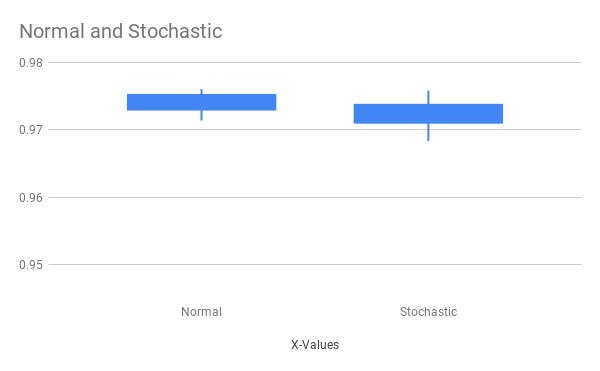 Normal and Stochastic
0.98
0.97
0.96
0.95
Normal Stochastic
X-Values